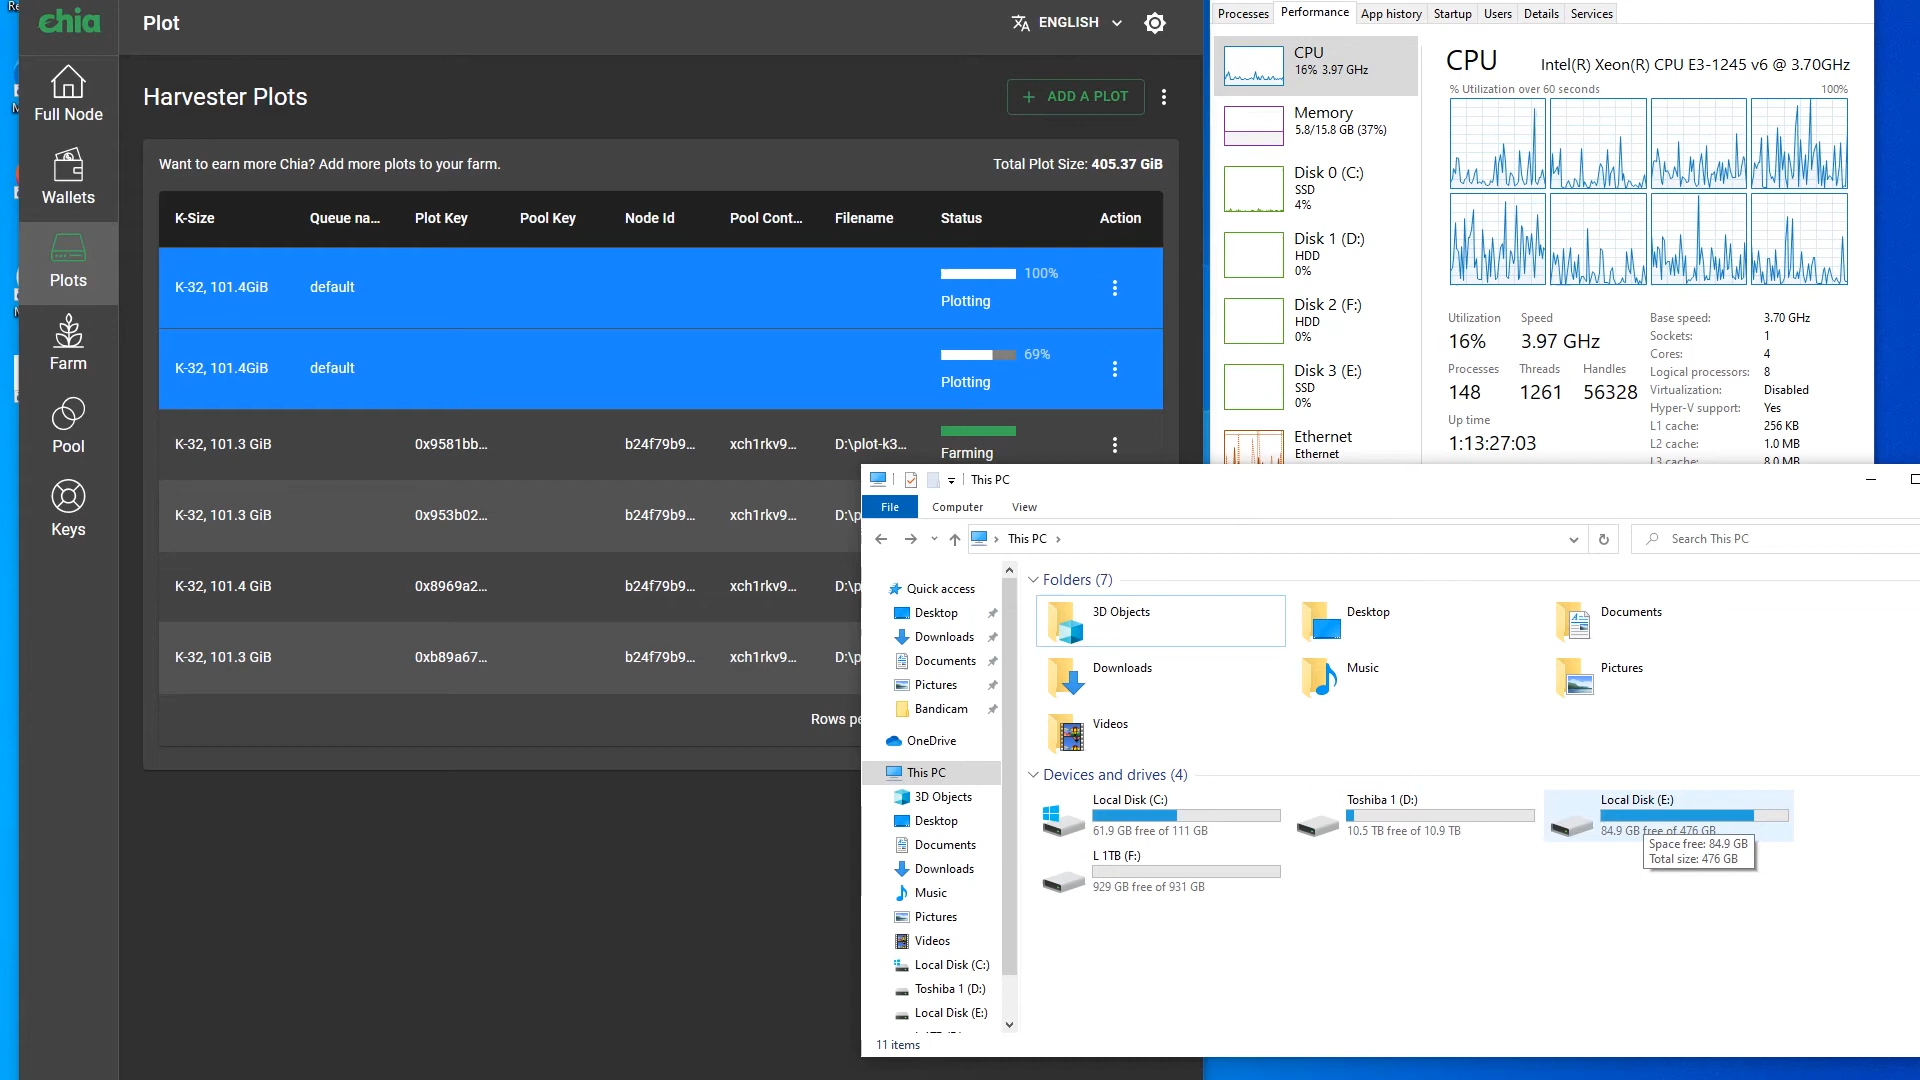 chia
Plot
ENGLISH
Full Node
Wallets
Plots
Farm
Pool
Keys
Harvester Plots
+ ADD A PLOT
Want to earn more Chia? Add more plots to your farm.
Total Plot Size: 405.37 GiB
K-Size Queue na... Plot Key Pool Key Node Id Pool Cont... Filename Status Action
K-32, 101.4GiB default 100%
Plotting
K-32, 101.4GiB default 69%
Plotting
K-32, 101.3 GiB 0x9581bb... b24f79b9... xch1rkv9... D:\plot-k3...
Farming
K-32, 101.3 GiB 0x953b02... b24f79b9... xch1rkv9... D:\p
K-32, 101.4 GiB 0x8969a2... b24f79b9... xch1rkv9... D:\p
K-32, 101.3 GiB 0xb89a67... b24f79b9... xch1rkv9... D:\p
Rows pe
Processes Performance App history Startup Users Details Services
CPU
16% 3.97 GHz
Memory
5.8/15.8 GB (37%)
Disk 0 (C:)
SSD
4%
Disk 1 (D:)
HDD
0%
Disk 2 (F:)
HDD
0%
Disk 3 (E:)
SSD
0%
Ethernet
Ethernet
CPU Intel(R) Xeon(R) CPU E3-1245 v6 @ 3.70GHz
% Utilization over 60 seconds 100%
Utilization Speed
16% 3.97 GHz
Processes Threads Handles
148 1261 56328
Up time
1:13:27:03
Base speed: 3.70 GHz
Sockets: 1
Cores: 4
Logical processors: 8
Virtualization: Disabled
Hyper-V support: Yes
L1 cache: 256 KB
L2 cache: 1.0 MB
L3 cache: 8.0 MB
This PC
File Computer View
This PC
Search This PC
Quick access
Desktop
Downloads
Documents
Pictures
Bandicam
OneDrive
This PC
3D Objects
Desktop
Documents
Downloads
Music
Pictures
Videos
Local Disk (C:)
Toshiba 1 (D:)
Local Disk (E:)
Folders (7)
3D Objects
Desktop
Documents
Downloads
Music
Pictures
Videos
Devices and drives (4)
Local Disk (C:)
61.9 GB free of 111 GB
Toshiba 1 (D:)
10.5 TB free of 10.9 TB
Local Disk (E:)
84.9 GB free of 476 GB
Space free: 84.9 GB
Total size: 476 GB
L 1TB (F:)
929 GB free of 931 GB
11 items